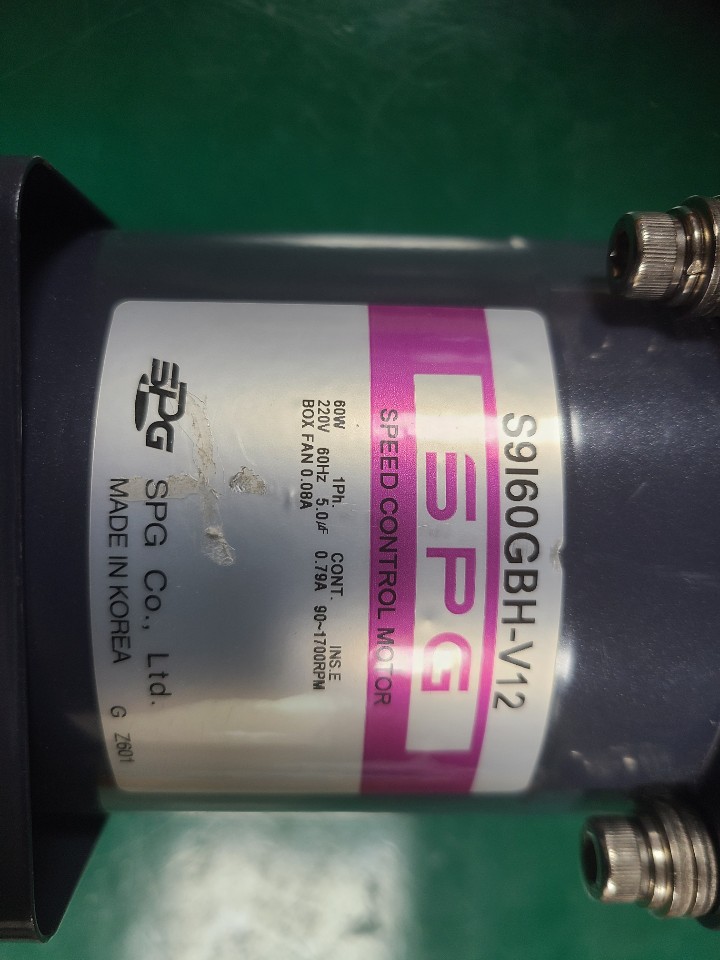 S9I60GBH-V12
SPG
SPEED CONTROL MOTOR
60W 1Ph. CONT. INS.E
220V 60Hz 5.0㎌ 0.79A 90~1700RPM
BOX FAN 0.08A
SPG SPG Co., Ltd.
MADE IN KOREA G Z601